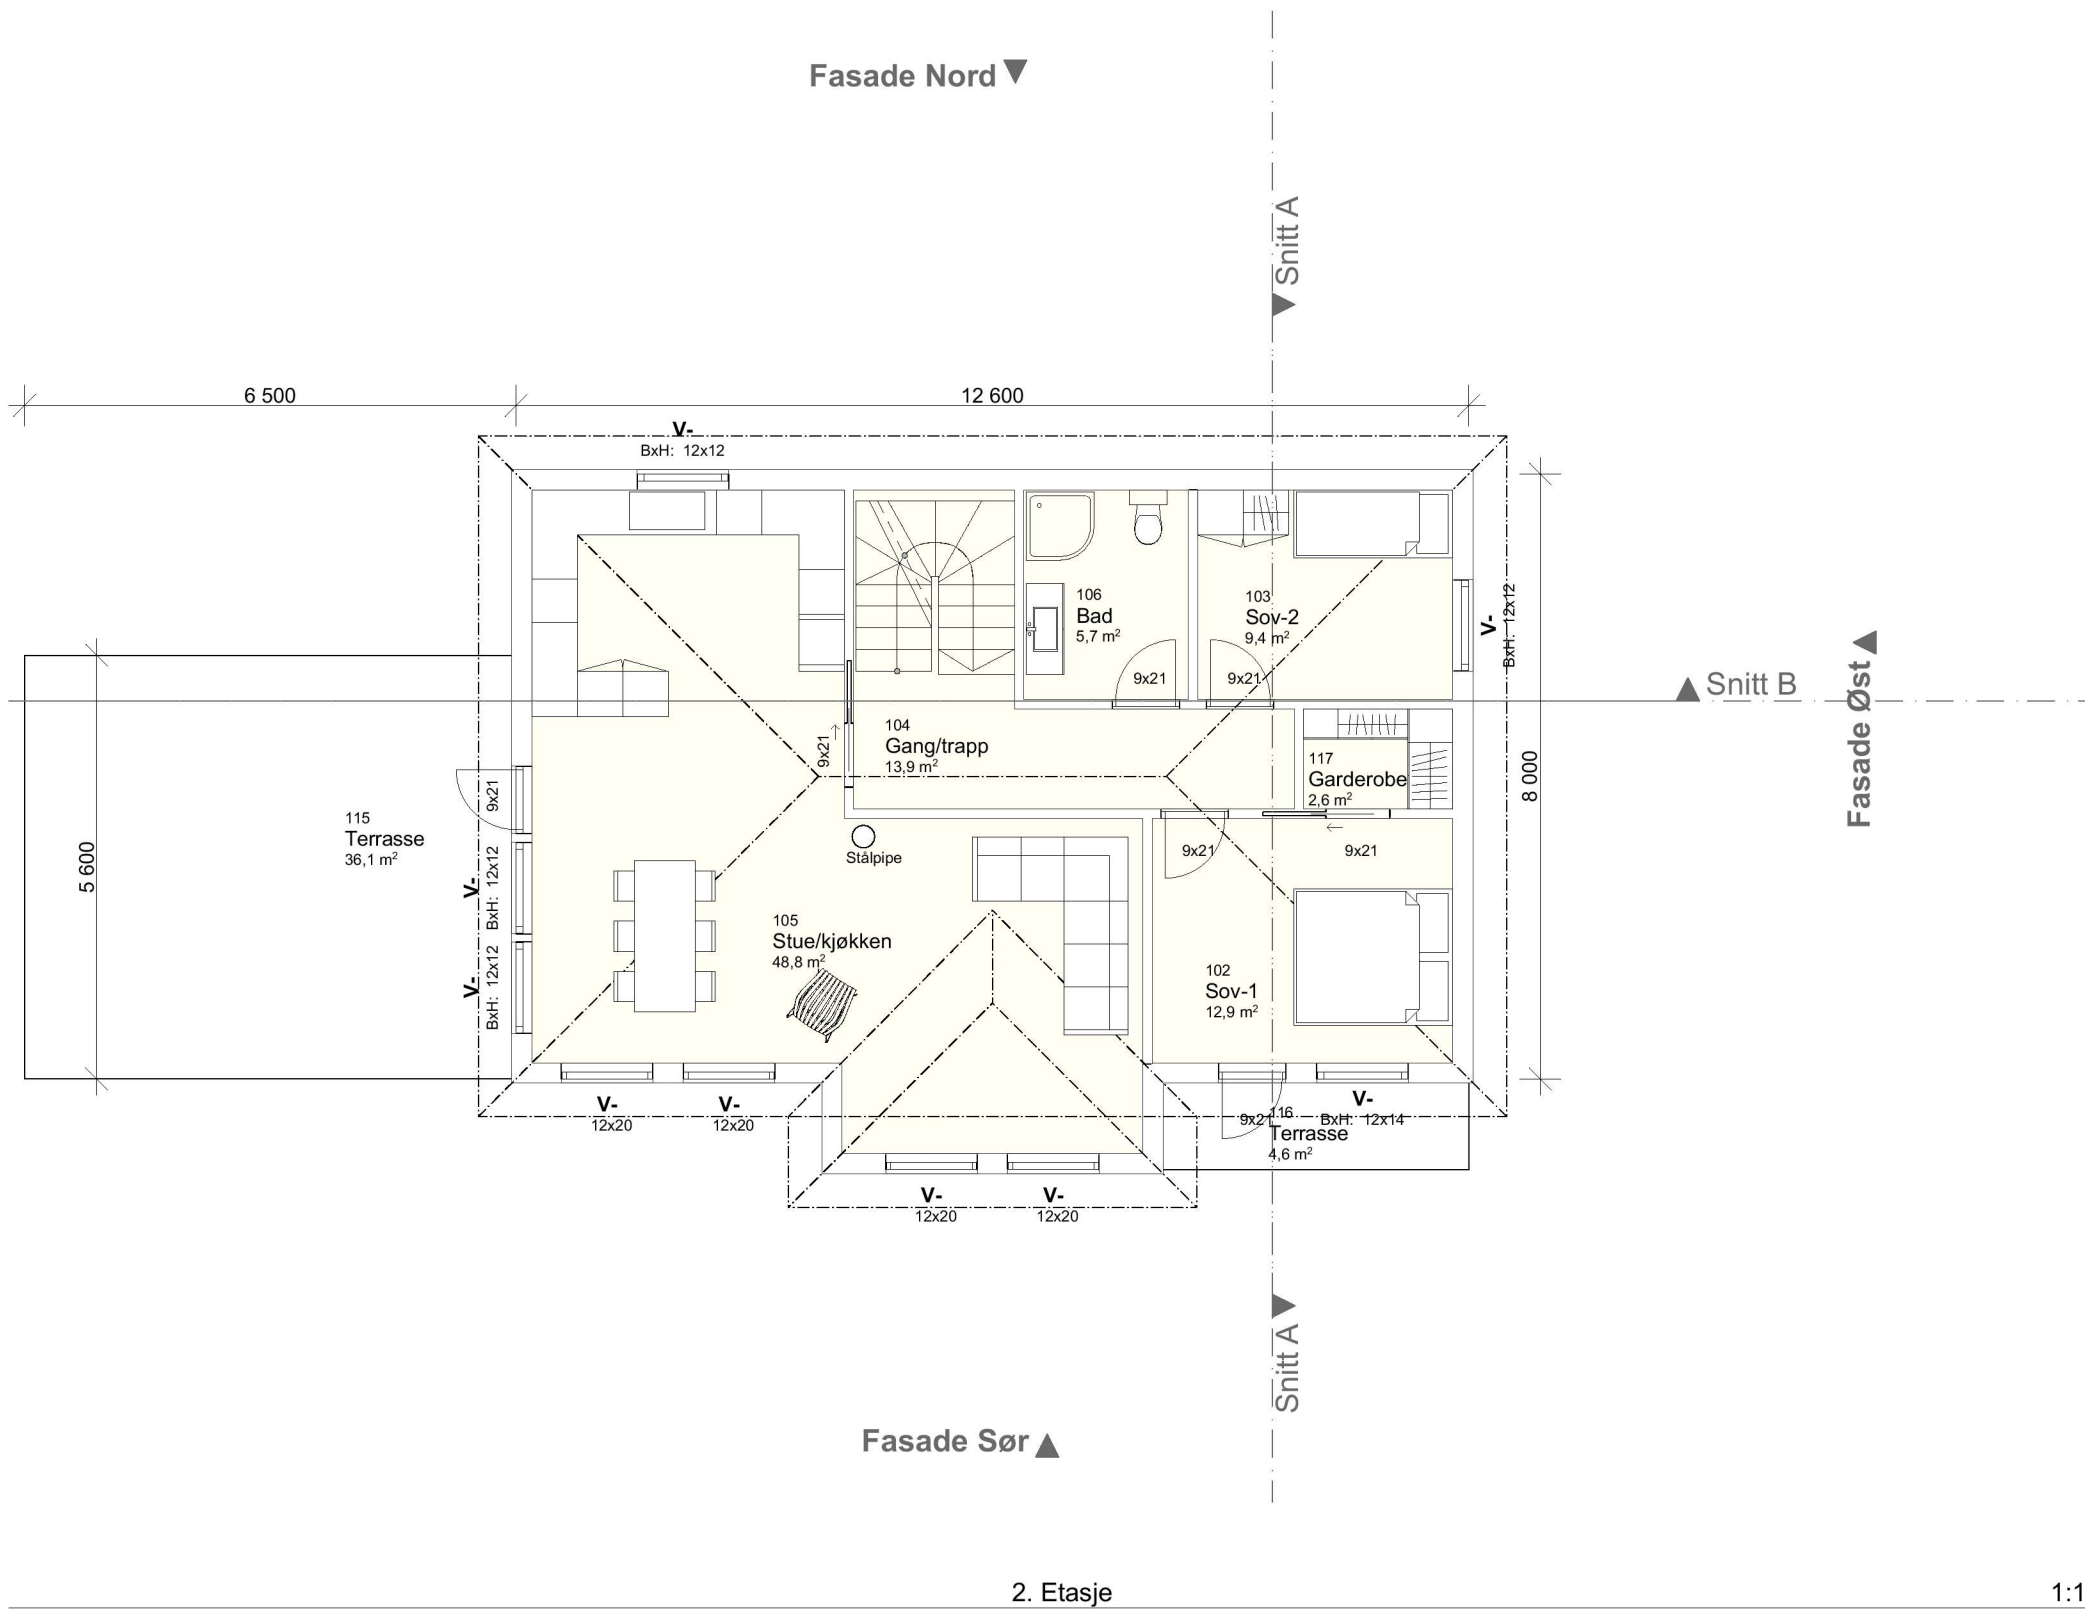 Fasade Nord
Snitt A
6 500
12 600
V-
BxH: 12x12
106
Bad
5,7 m²
103
Sov-2
9,4 m²
V-
BxH: 12x12
9x21
9x21
Snitt B
Fasade Øst
104
Gang/trapp
13,9 m²
9x21
117
Garderobe
2,6 m²
8 000
9x21
115
Terrasse
36,1 m²
5 600
V-
BxH: 12x12
V-
BxH: 12x12
Stålpipe
9x21
9x21
105
Stue/kjøkken
48,8 m²
102
Sov-1
12,9 m²
V-
12x20
V-
12x20
9x21
116
Terrasse
4,6 m²
V-
BxH: 12x14
V-
12x20
V-
12x20
Snitt A
Fasade Sør
2. Etasje
1:1